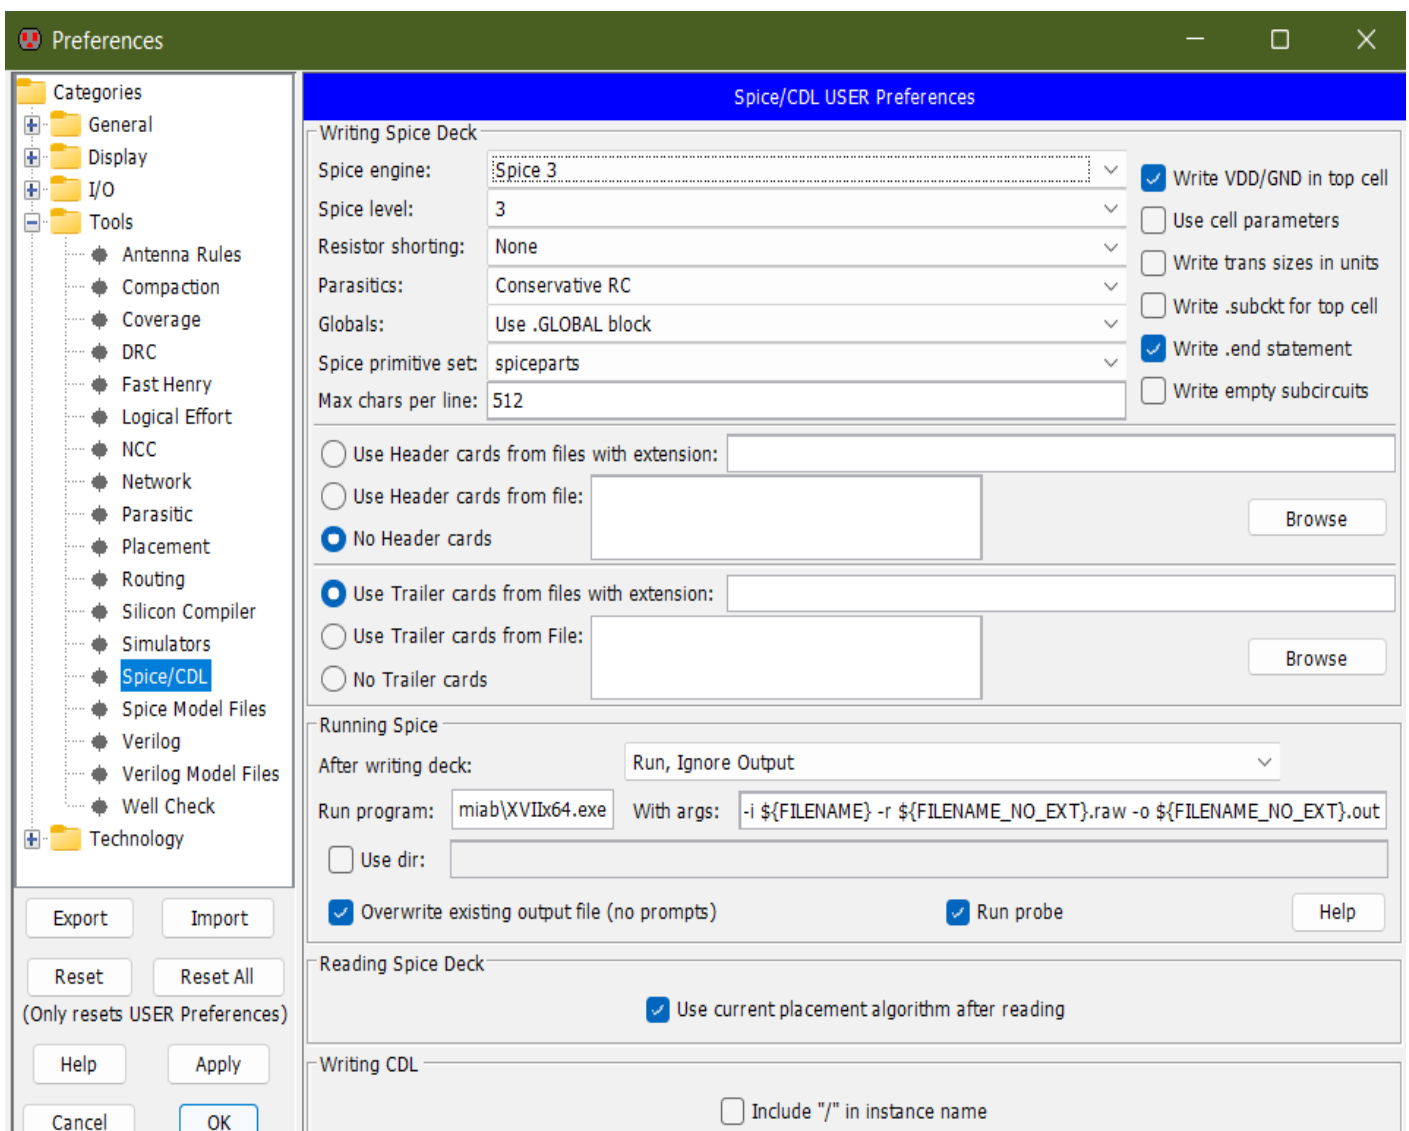 Preferences
Categories
General
Display
I/O
Tools
Antenna Rules
Compaction
Coverage
DRC
Fast Henry
Logical Effort
NCC
Network
Parasitic
Placement
Routing
Silicon Compiler
Simulators
Spice/CDL
Spice Model Files
Verilog
Verilog Model Files
Well Check
Technology
Export Import
Reset Reset All
(Only resets USER Preferences)
Help Apply
Cancel OK
Spice/CDL USER Preferences
Writing Spice Deck
Spice engine: Spice 3
Spice level: 3
Resistor shorting: None
Parasitics: Conservative RC
Globals: Use .GLOBAL block
Spice primitive set: spiceparts
Max chars per line: 512
Write VDD/GND in top cell
Use cell parameters
Write trans sizes in units
Write .subckt for top cell
Write .end statement
Write empty subcircuits
Use Header cards from files with extension:
Use Header cards from file:
Browse
No Header cards
Use Trailer cards from files with extension:
Use Trailer cards from File:
Browse
No Trailer cards
Running Spice
After writing deck: Run, Ignore Output
Run program: miab\XVIIx64.exe With args: -i ${FILENAME} -r ${FILENAME_NO_EXT}.raw -o ${FILENAME_NO_EXT}.out
Use dir:
Overwrite existing output file (no prompts) Run probe Help
Reading Spice Deck
Use current placement algorithm after reading
Writing CDL
Include "/" in instance name